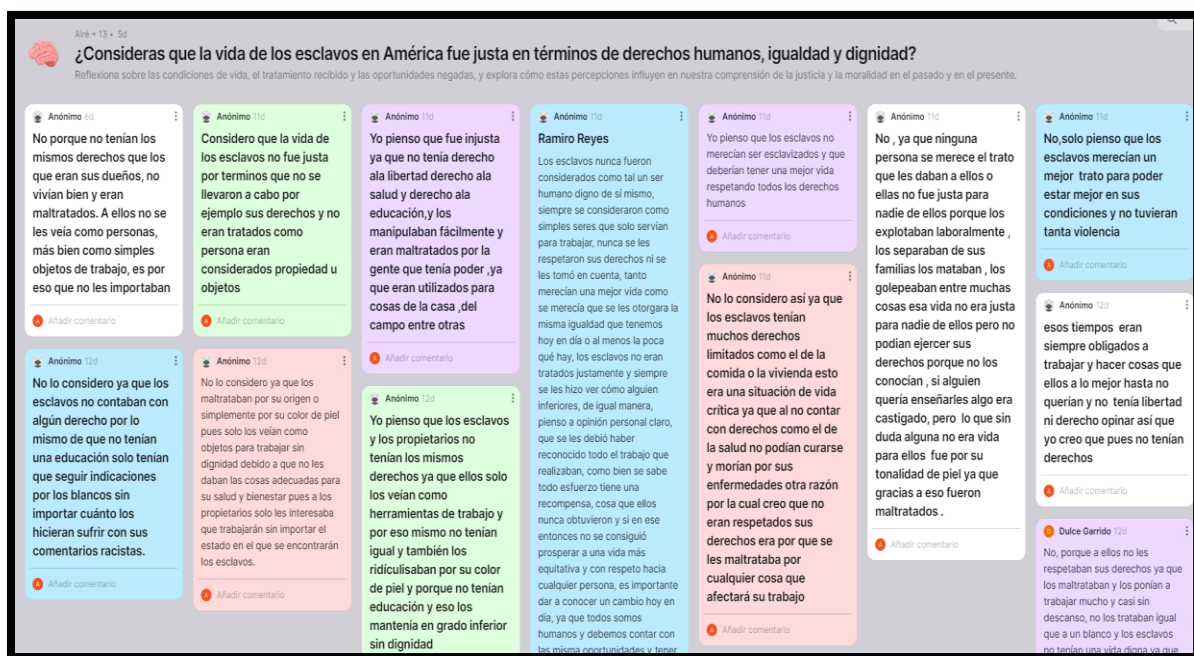 Airé + 13 • 5d
¿Consideras que la vida de los esclavos en América fue justa en términos de derechos humanos, igualdad y dignidad?
Reflexiona sobre las condiciones de vida, el tratamiento recibido y las oportunidades negadas, y explora cómo estas percepciones influyen en nuestra comprensión de la justicia y la moralidad en el pasado y en el presente.
Anónimo 6d
No porque no tenían los
mismos derechos que los
que eran sus dueños, no
vivían bien y eran
maltratados. A ellos no se
les veía como personas,
más bien como simples
objetos de trabajo, es por
eso que no les importaban
A Añadir comentario
Anónimo 12d
No lo considero ya que los
esclavos no contaban con
algún derecho por lo
mismo de que no tenían
una educación solo tenían
que seguir indicaciones
por los blancos sin
importar cuánto los
hicieran sufrir con sus
comentarios racistas.
A Añadir comentario
Anónimo 11d
Considero que la vida de
los esclavos no fue justa
por terminos que no se
llevaron a cabo por
ejemplo sus derechos y no
eran tratados como
persona eran
considerados propiedad u
objetos
A Añadir comentario
Anónimo 12d
No lo considero ya que los
maltrataban por su origen o
simplemente por su color de piel
pues solo los veían como
objetos para trabajar sin
dignidad debido a que no les
daban las cosas adecuadas para
su salud y bienestar pues a los
propietarios solo les interesaba
que trabajarán sin importar el
estado en el que se encontrarán
los esclavos.
A Añadir comentario
Anónimo 11d
Yo pienso que fue injusta
ya que no tenía derecho
ala libertad derecho ala
salud y derecho ala
educación,y los
manipulaban fácilmente y
eran maltratados por la
gente que tenía poder ,ya
que eran utilizados para
cosas de la casa ,del
campo entre otras
A Añadir comentario
Anónimo 12d
Yo pienso que los esclavos
y los propietarios no
tenían los mismos
derechos ya que ellos solo
los veían como
herramientas de trabajo y
por eso mismo no tenían
igual y también los
ridículisaban por su color
de piel y porque no tenian
educación y eso los
mantenía en grado inferior
sin dignidad
Anónimo 11d
Ramiro Reyes
Los esclavos nunca fueron
considerados como tal un ser
humano digno de sí mismo,
siempre se consideraron como
simples seres que solo servían
para trabajar, nunca se les
respetaron sus derechos ni se
les tomó en cuenta, tanto
merecían una mejor vida como
se merecía que se les otorgara la
misma igualdad que tenemos
hoy en día o al menos la poca
qué hay, los esclavos no eran
tratados justamente y siempre
se les hizo ver cómo alguien
inferiores, de igual manera,
pienso a opinión personal claro,
que se les debió haber
reconocido todo el trabajo que
realizaban, como bien se sabe
todo esfuerzo tiene una
recompensa, cosa que ellos
nunca obtuvieron y si en ese
entonces no se consiguió
prosperar a una vida más
equitativa y con respeto hacia
cualquier persona, es importante
dar a conocer un cambio hoy en
día, ya que todos somos
humanos y debemos contar con
las misma oportunidades y tener
Anónimo 11d
Yo pienso que los esclavos no
merecían ser esclavizados y que
deberían tener una mejor vida
respetando todos los derechos
humanos
A Añadir comentario
Anónimo 11d
No lo considero así ya que
los esclavos tenían
muchos derechos
limitados como el de la
comida o la vivienda esto
era una situación de vida
crítica ya que al no contar
con derechos como el de
la salud no podían curarse
y morían por sus
enfermedades otra razón
por la cual creo que no
eran respetados sus
derechos era por que se
les maltrataba por
cualquier cosa que
afectará su trabajo
A Añadir comentario
Anónimo 11d
No , ya que ninguna
persona se merece el trato
que les daban a ellos o
ellas no fue justa para
nadie de ellos porque los
explotaban laboralmente ,
los separaban de sus
familias los mataban , los
golepeaban entre muchas
cosas esa vida no era justa
para nadie de ellos pero no
podian ejercer sus
derechos porque no los
conocían , si alguien
quería enseñarles algo era
castigado, pero lo que sin
duda alguna no era vida
para ellos fue por su
tonalidad de piel ya que
gracias a eso fueron
maltratados .
A Añadir comentario
Anónimo 11d
No,solo pienso que los
esclavos merecían un
mejor trato para poder
estar mejor en sus
condiciones y no tuvieran
tanta violencia
A Añadir comentario
Anónimo 12d
esos tiempos eran
siempre obligados a
trabajar y hacer cosas que
ellos a lo mejor hasta no
querían y no tenía libertad
ni derecho opinar así que
yo creo que pues no tenían
derechos
A Añadir comentario
D Dulce Garrido 12d
No, porque a ellos no les
respetaban sus derechos ya que
los maltrataban y los ponían a
trabajar mucho y casi sin
descanso, no los trataban igual
que a un blanco y los esclavos
no tenían una vida digna ya que